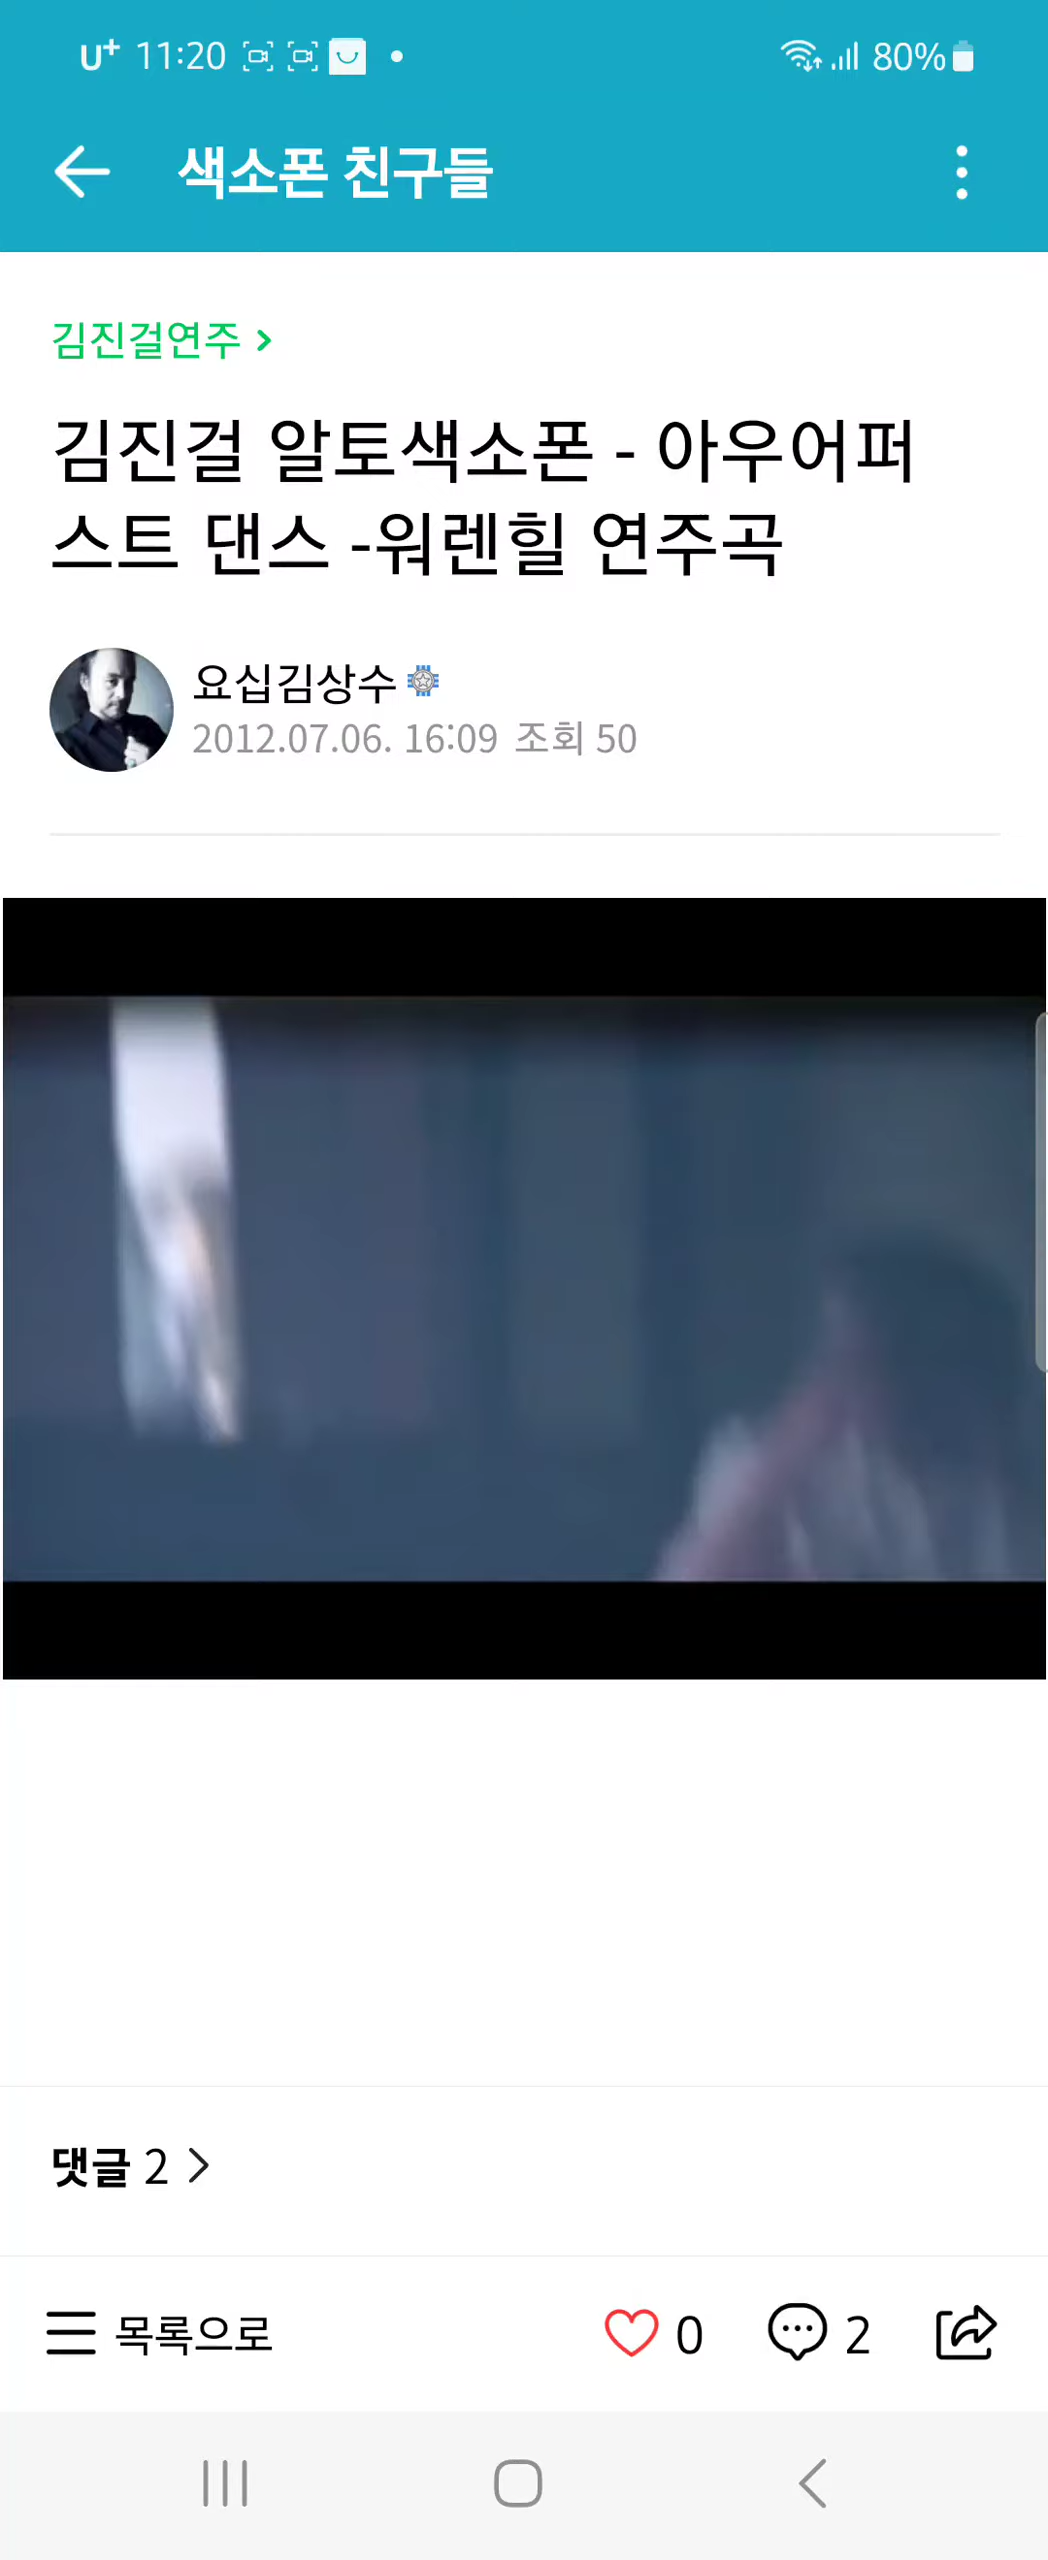 U+ 11:20 80%
색소폰 친구들
김진걸연주 >
김진걸 알토색소폰 - 아우어퍼
스트 댄스 -워렌힐 연주곡
요십김상수
2012.07.06. 16:09 조회 50
댓글 2 >
목록으로 0 2